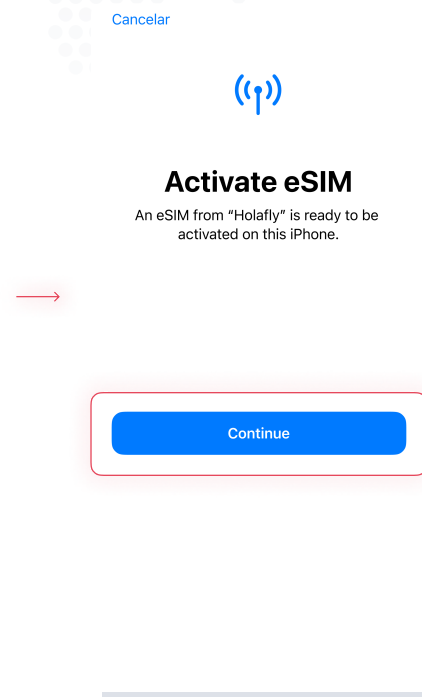 Cancelar
Activate eSIM
An eSIM from “Holafly” is ready to be
activated on this iPhone.
Continue